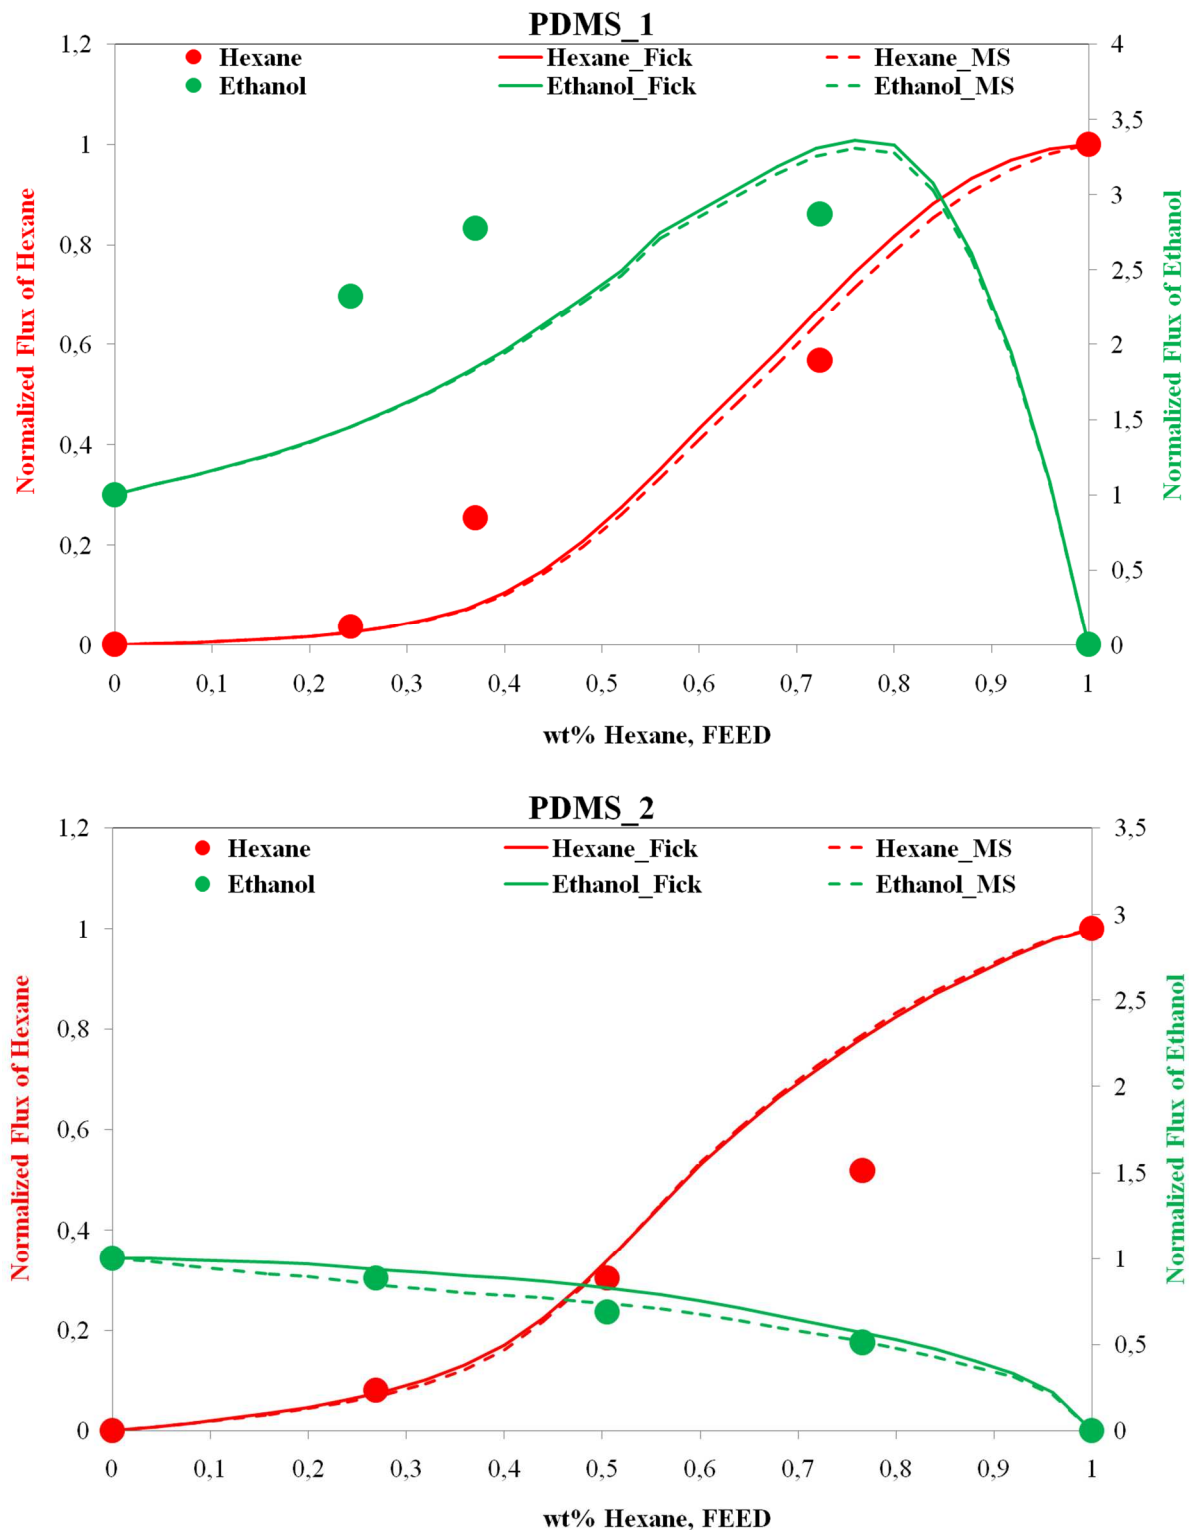 PDMS_1
Hexane Hexane_Fick Hexane_MS
Ethanol Ethanol_Fick Ethanol_MS
Normalized Flux of Hexane
1,2
1
0,8
0,6
0,4
0,2
0
4
3,5
3
2,5
2
1,5
1
0,5
0
Normalized Flux of Ethanol
0 0,1 0,2 0,3 0,4 0,5 0,6 0,7 0,8 0,9 1
wt% Hexane, FEED
PDMS_2
Hexane Hexane_Fick Hexane_MS
Ethanol Ethanol_Fick Ethanol_MS
Normalized Flux of Hexane
1,2
1
0,8
0,6
0,4
0,2
0
3,5
3
2,5
2
1,5
1
0,5
0
Normalized Flux of Ethanol
0 0,1 0,2 0,3 0,4 0,5 0,6 0,7 0,8 0,9 1
wt% Hexane, FEED